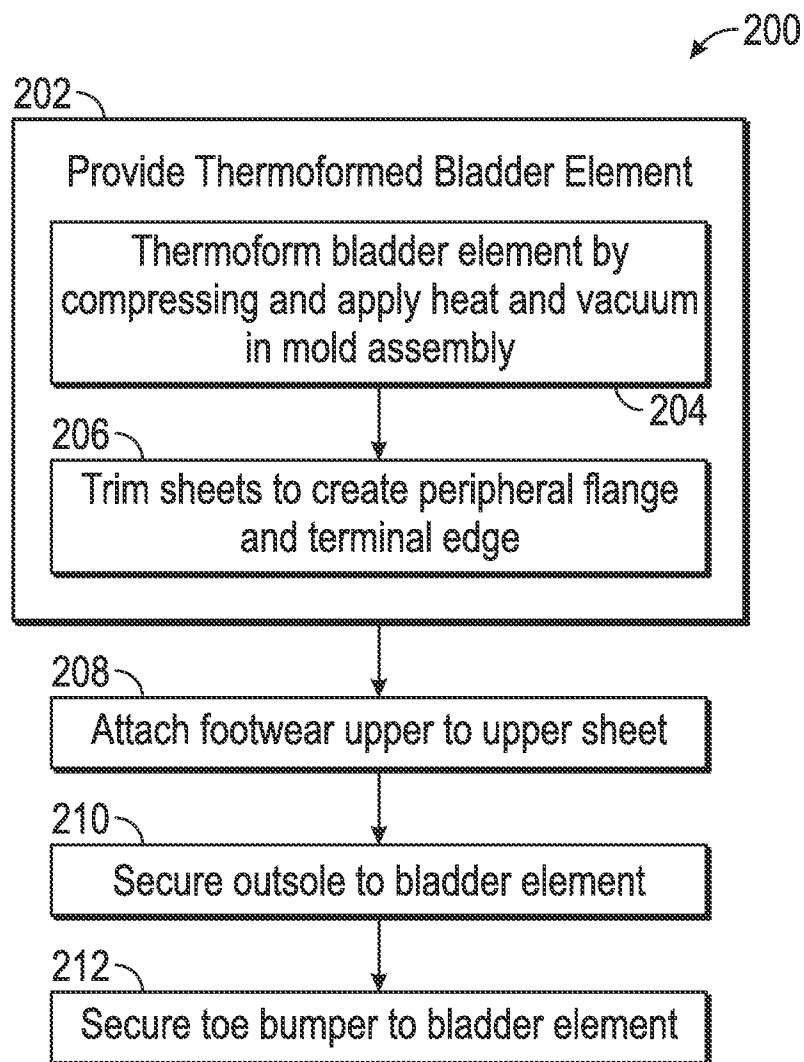 200
202
Provide Thermoformed Bladder Element
Thermoform bladder element by
compressing and apply heat and vacuum
in mold assembly
204
206
Trim sheets to create peripheral flange
and terminal edge
208
Attach footwear upper to upper sheet
210
Secure outsole to bladder element
212
Secure toe bumper to bladder element